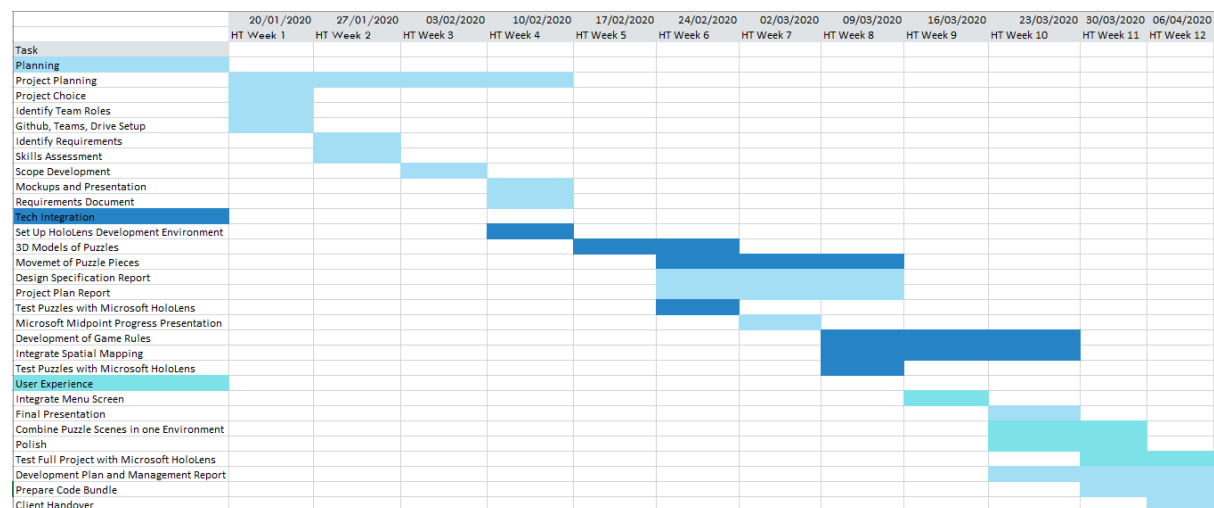 20/01/2020 27/01/2020 03/02/2020 10/02/2020 17/02/2020 24/02/2020 02/03/2020 09/03/2020 16/03/2020 23/03/2020 30/03/2020 06/04/2020
HT Week 1 HT Week 2 HT Week 3 HT Week 4 HT Week 5 HT Week 6 HT Week 7 HT Week 8 HT Week 9 HT Week 10 HT Week 11 HT Week 12
Task
Planning
Project Planning
Project Choice
Identify Team Roles
Github, Teams, Drive Setup
Identify Requirements
Skills Assessment
Scope Development
Mockups and Presentation
Requirements Document
Tech Integration
Set Up HoloLens Development Environment
3D Models of Puzzles
Movemet of Puzzle Pieces
Design Specification Report
Project Plan Report
Test Puzzles with Microsoft HoloLens
Microsoft Midpoint Progress Presentation
Development of Game Rules
Integrate Spatial Mapping
Test Puzzles with Microsoft HoloLens
User Experience
Integrate Menu Screen
Final Presentation
Combine Puzzle Scenes in one Environment
Polish
Test Full Project with Microsoft HoloLens
Development Plan and Management Report
Prepare Code Bundle
Client Handover